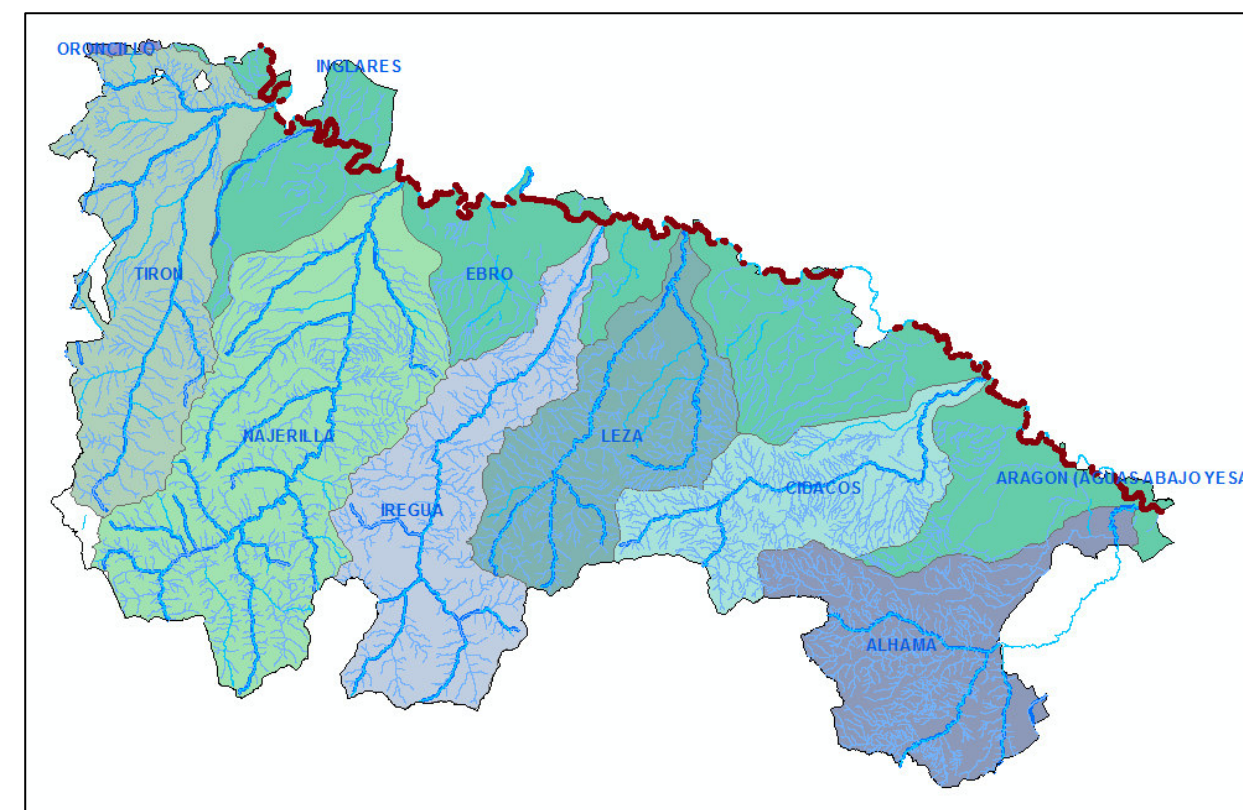 ORONCILLO
INGLARES
TIRON
EBRO
NAJERILLA
LEZA
IREGUA
CIDACOS
ARAGON (AGUAS ABAJO YESA
ALHAMA